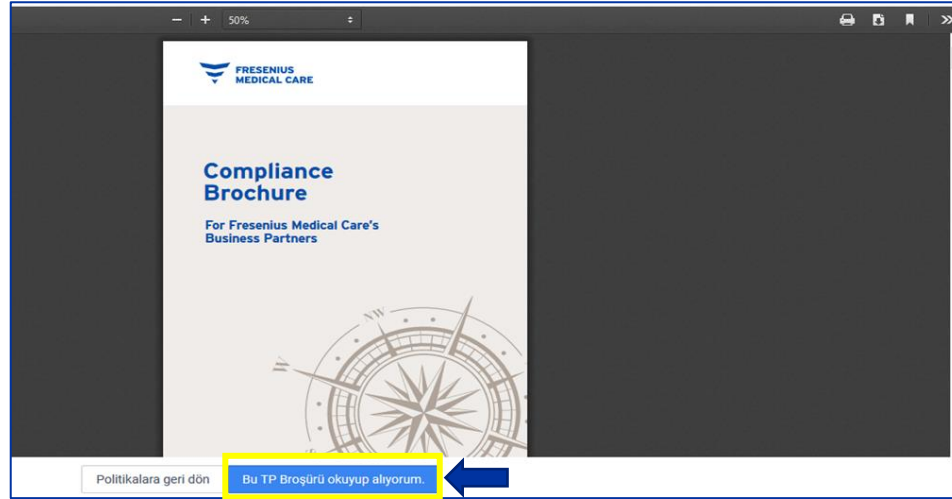 − + 50%
FRESENIUS
MEDICAL CARE
Compliance
Brochure
For Fresenius Medical Care's
Business Partners
NW
W
Politikalara geri dön
Bu TP Broşürü okuyup alıyorum.